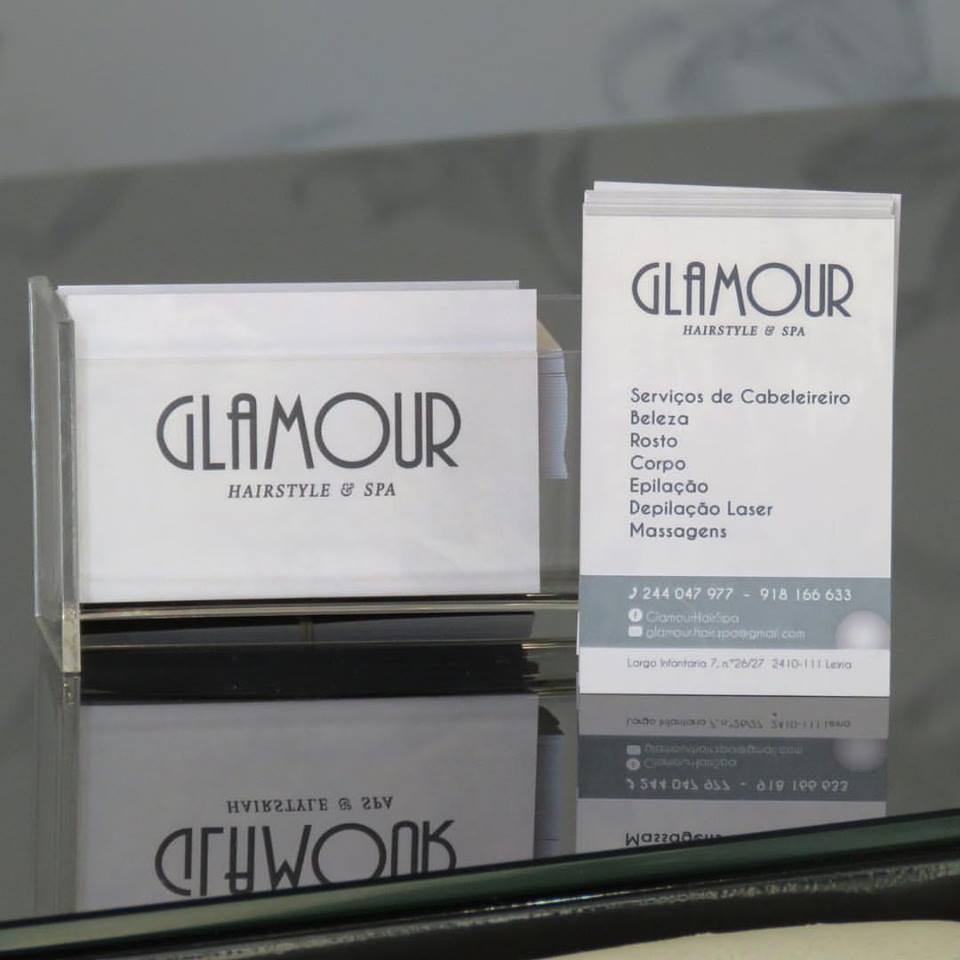 GLAMOUR
HAIRSTYLE & SPA
GLAMOUR
HAIRSTYLE & SPA
Serviços de Cabeleireiro
Beleza
Rosto
Corpo
Epilação
Depilação Laser
Massagens
244 047 977 - 918 166 633
GlamourHairSpa
glamour.hairspa@gmail.com
Largo Infantaria 7, n.º26/27 2410-111 Leiria